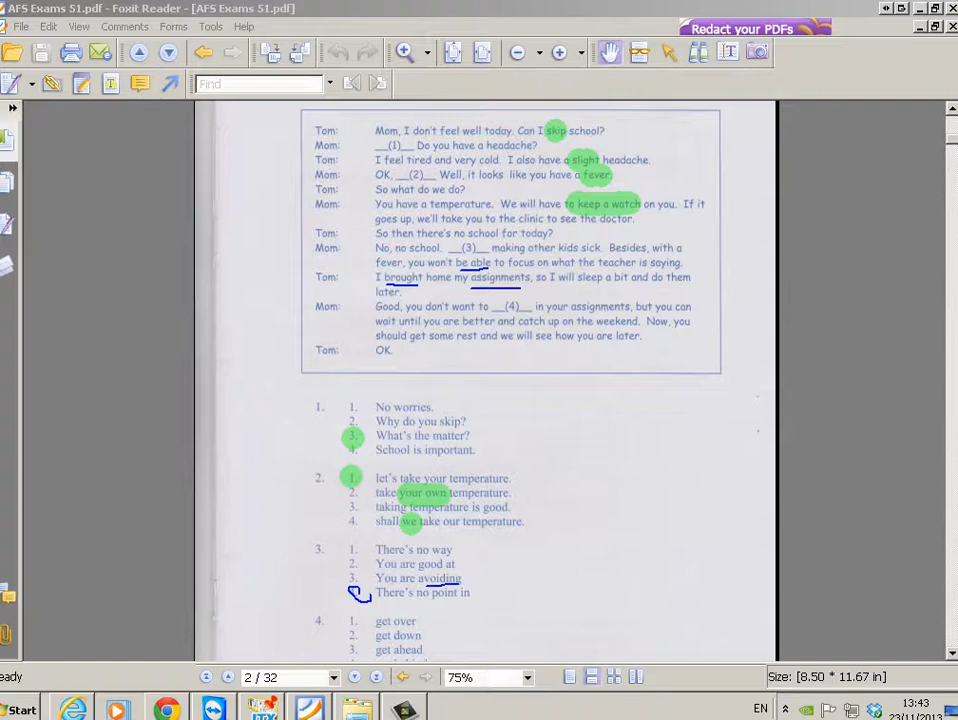 AFS Exams 51.pdf - Foxit Reader - [AFS Exams 51.pdf]
File Edit View Comments Forms Tools Help
Redact your PDFs
Find
Tom: Mom, I don't feel well today. Can I skip school?
Mom: __(1)__ Do you have a headache?
Tom: I feel tired and very cold. I also have a slight headache.
Mom: OK, __(2)__ Well, it looks like you have a fever.
Tom: So what do we do?
Mom: You have a temperature. We will have to keep a watch on you. If it
goes up, we'll take you to the clinic to see the doctor.
Tom: So then there's no school for today?
Mom: No, no school. __(3)__ making other kids sick. Besides, with a
fever, you won't be able to focus on what the teacher is saying.
Tom: I brought home my assignments, so I will sleep a bit and do them
later.
Mom: Good, you don't want to __(4)__ in your assignments, but you can
wait until you are better and catch up on the weekend. Now, you
should get some rest and we will see how you are later.
Tom: OK.
1. 1. No worries.
2. Why do you skip?
3. What's the matter?
4. School is important.
2. 1. let's take your temperature.
2. take your own temperature.
3. taking temperature is good.
4. shall we take our temperature.
3. 1. There's no way
2. You are good at
3. You are avoiding
There's no point in
4. 1. get over
2. get down
3. get ahead
eady
2 / 32
75%
Size: [8.50 * 11.67 in]
Start
EN
13:43
23/11/2013